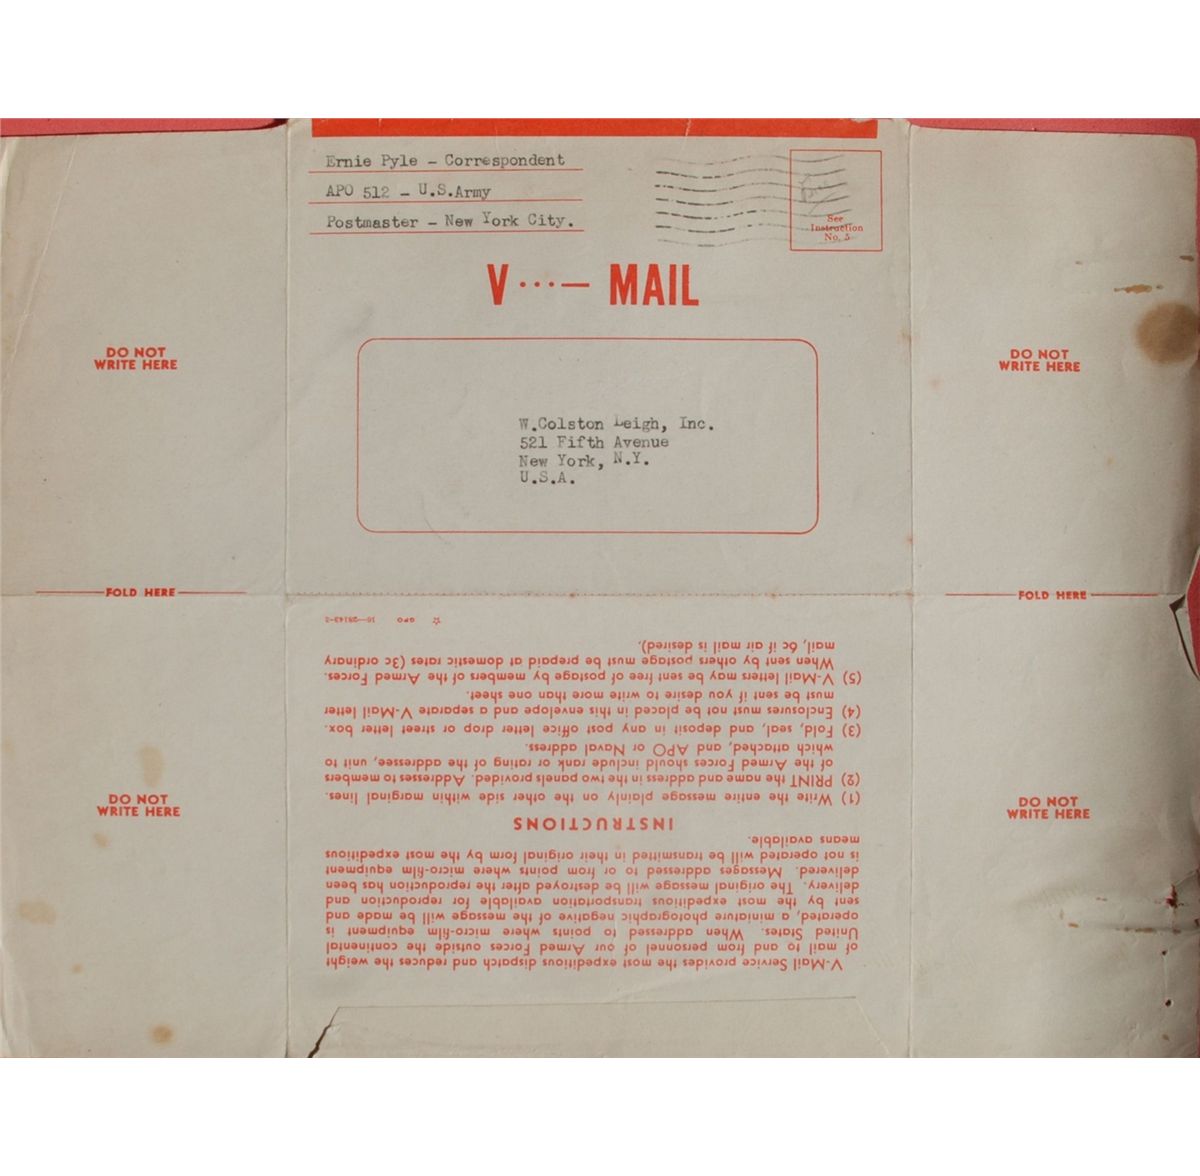 Ernie Pyle - Correspondent
APO 512 - U.S.Army
Postmaster - New York City.
See
Instruction
No. 5
V ···— MAIL
DO NOT
WRITE HERE
DO NOT
WRITE HERE
W.Colston Leigh, Inc.
521 Fifth Avenue
New York, N.Y.
U.S.A.
FOLD HERE
FOLD HERE
DO NOT
WRITE HERE
DO NOT
WRITE HERE
V-Mail Service provides the most expeditious dispatch and reduces the weight
of mail to and from personnel of our Armed Forces outside the continental
United States. When addressed to points where micro-film equipment is
operated, a miniature photographic negative of the message will be made and
sent by the most expeditious transportation available for reproduction and
delivery. The original message will be destroyed after the reproduction has been
delivered. Messages addressed to or from points where micro-film equipment
is not operated will be transmitted in their original form by the most expeditious
means available.
INSTRUCTIONS
(1) Write the entire message plainly on the other side within marginal lines.
(2) PRINT the name and address in the two panels provided. Addresses to members
of the Armed Forces should include rank or rating of the addressee, unit to
which attached, and APO or Naval address.
(3) Fold, seal, and deposit in any post office letter drop or street letter box.
(4) Enclosures must not be placed in this envelope and a separate V-Mail letter
must be sent if you desire to write more than one sheet.
(5) V-Mail letters may be sent free of postage by members of the Armed Forces.
When sent by others postage must be prepaid at domestic rates (3c ordinary
mail, 6c if air mail is desired).
☆ GPO 16—28143-2